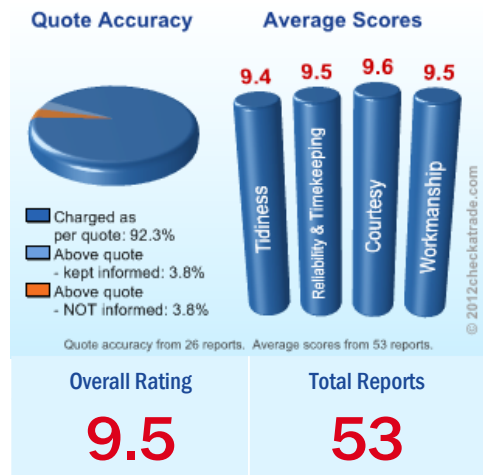 Quote Accuracy
Charged as
per quote: 92.3%
Above quote
- kept informed: 3.8%
Above quote
- NOT informed: 3.8%
Average Scores
9.4
9.5
9.6
9.5
Tidiness
Reliability & Timekeeping
Courtesy
Workmanship
© 2012checkatrade.com
Quote accuracy from 26 reports. Average scores from 53 reports.
Overall Rating
9.5
Total Reports
53